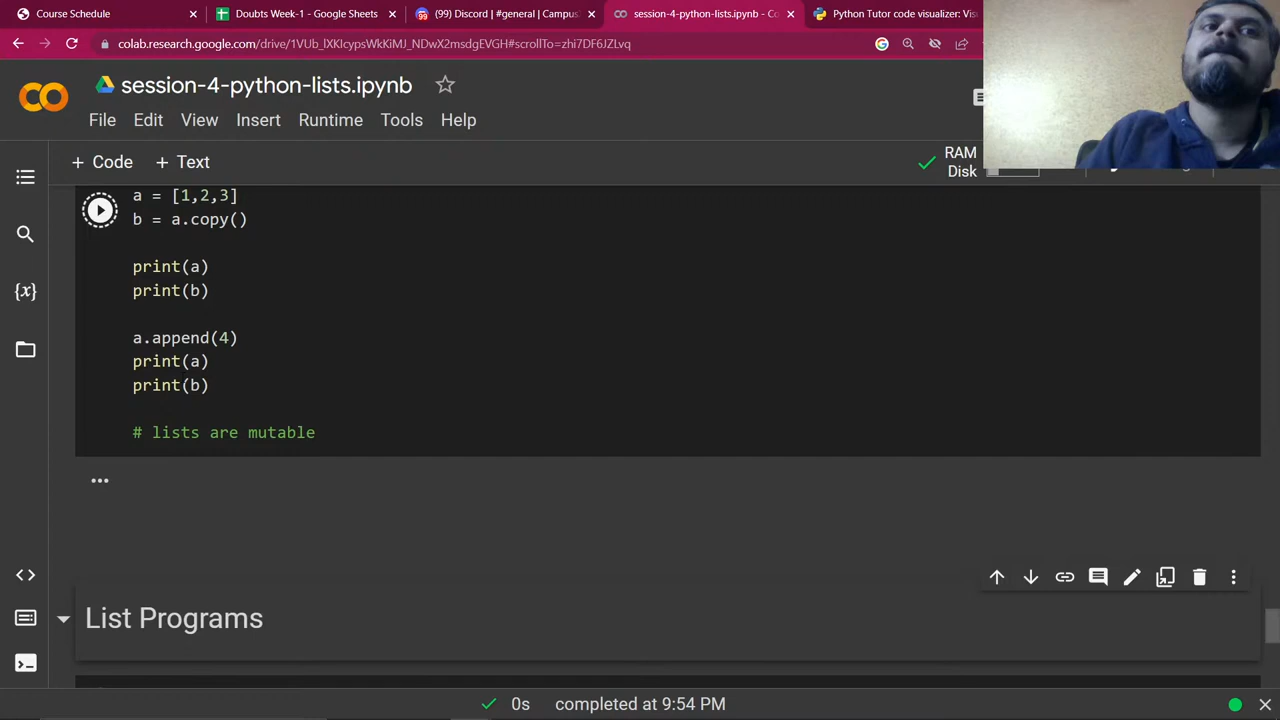 Course Schedule
Doubts Week-1 - Google Sheets
(99) Discord | #general | Campus
session-4-python-lists.ipynb - Co
Python Tutor code visualizer: Vis
colab.research.google.com/drive/1VUb_lXKIcypsWkKiMJ_NDwX2msdgEVGH#scrollTo=zhi7DF6JZLvq
session-4-python-lists.ipynb
File Edit View Insert Runtime Tools Help
+ Code + Text
RAM
Disk
a = [1,2,3]
b = a.copy()
print(a)
print(b)
a.append(4)
print(a)
print(b)
# lists are mutable
List Programs
0s completed at 9:54 PM